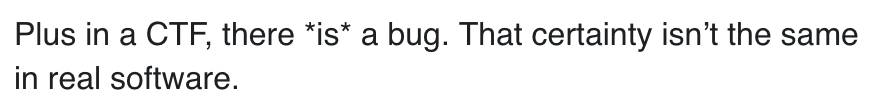 Plus in a CTF, there *is* a bug. That certainty isn’t the same
in real software.